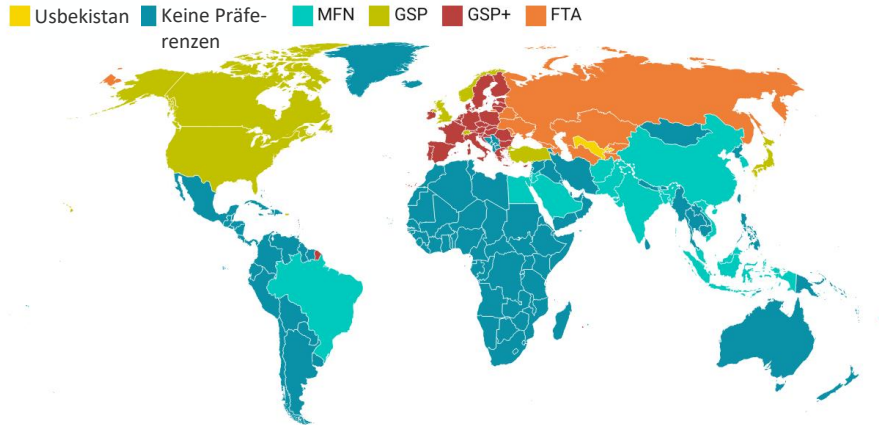 Usbekistan
Keine Präfe-
renzen
MFN
GSP
GSP+
FTA